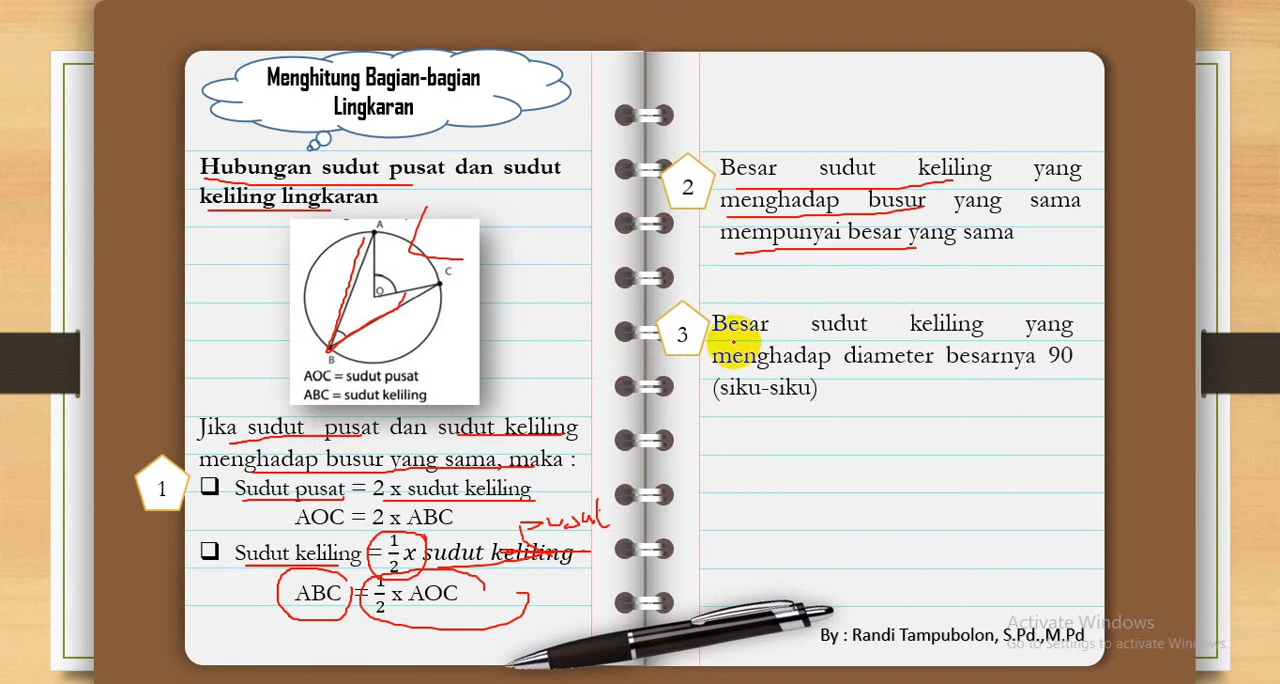 Menghitung Bagian-bagian
Lingkaran
Hubungan sudut pusat dan sudut
keliling lingkaran
A
C
O
B
AOC = sudut pusat
ABC = sudut keliling
Jika sudut pusat dan sudut keliling
menghadap busur yang sama, maka :
1
❑ Sudut pusat = 2 x sudut keliling
AOC = 2 x ABC
pusat
❑ Sudut keliling = 1/2 x sudut keliling
ABC = 1/2 x AOC
2
Besar sudut keliling yang
menghadap busur yang sama
mempunyai besar yang sama
3
Besar sudut keliling yang
menghadap diameter besarnya 90
(siku-siku)
By : Randi Tampubolon, S.Pd.,M.Pd
Activate Windows
Go to Settings to activate Windows.